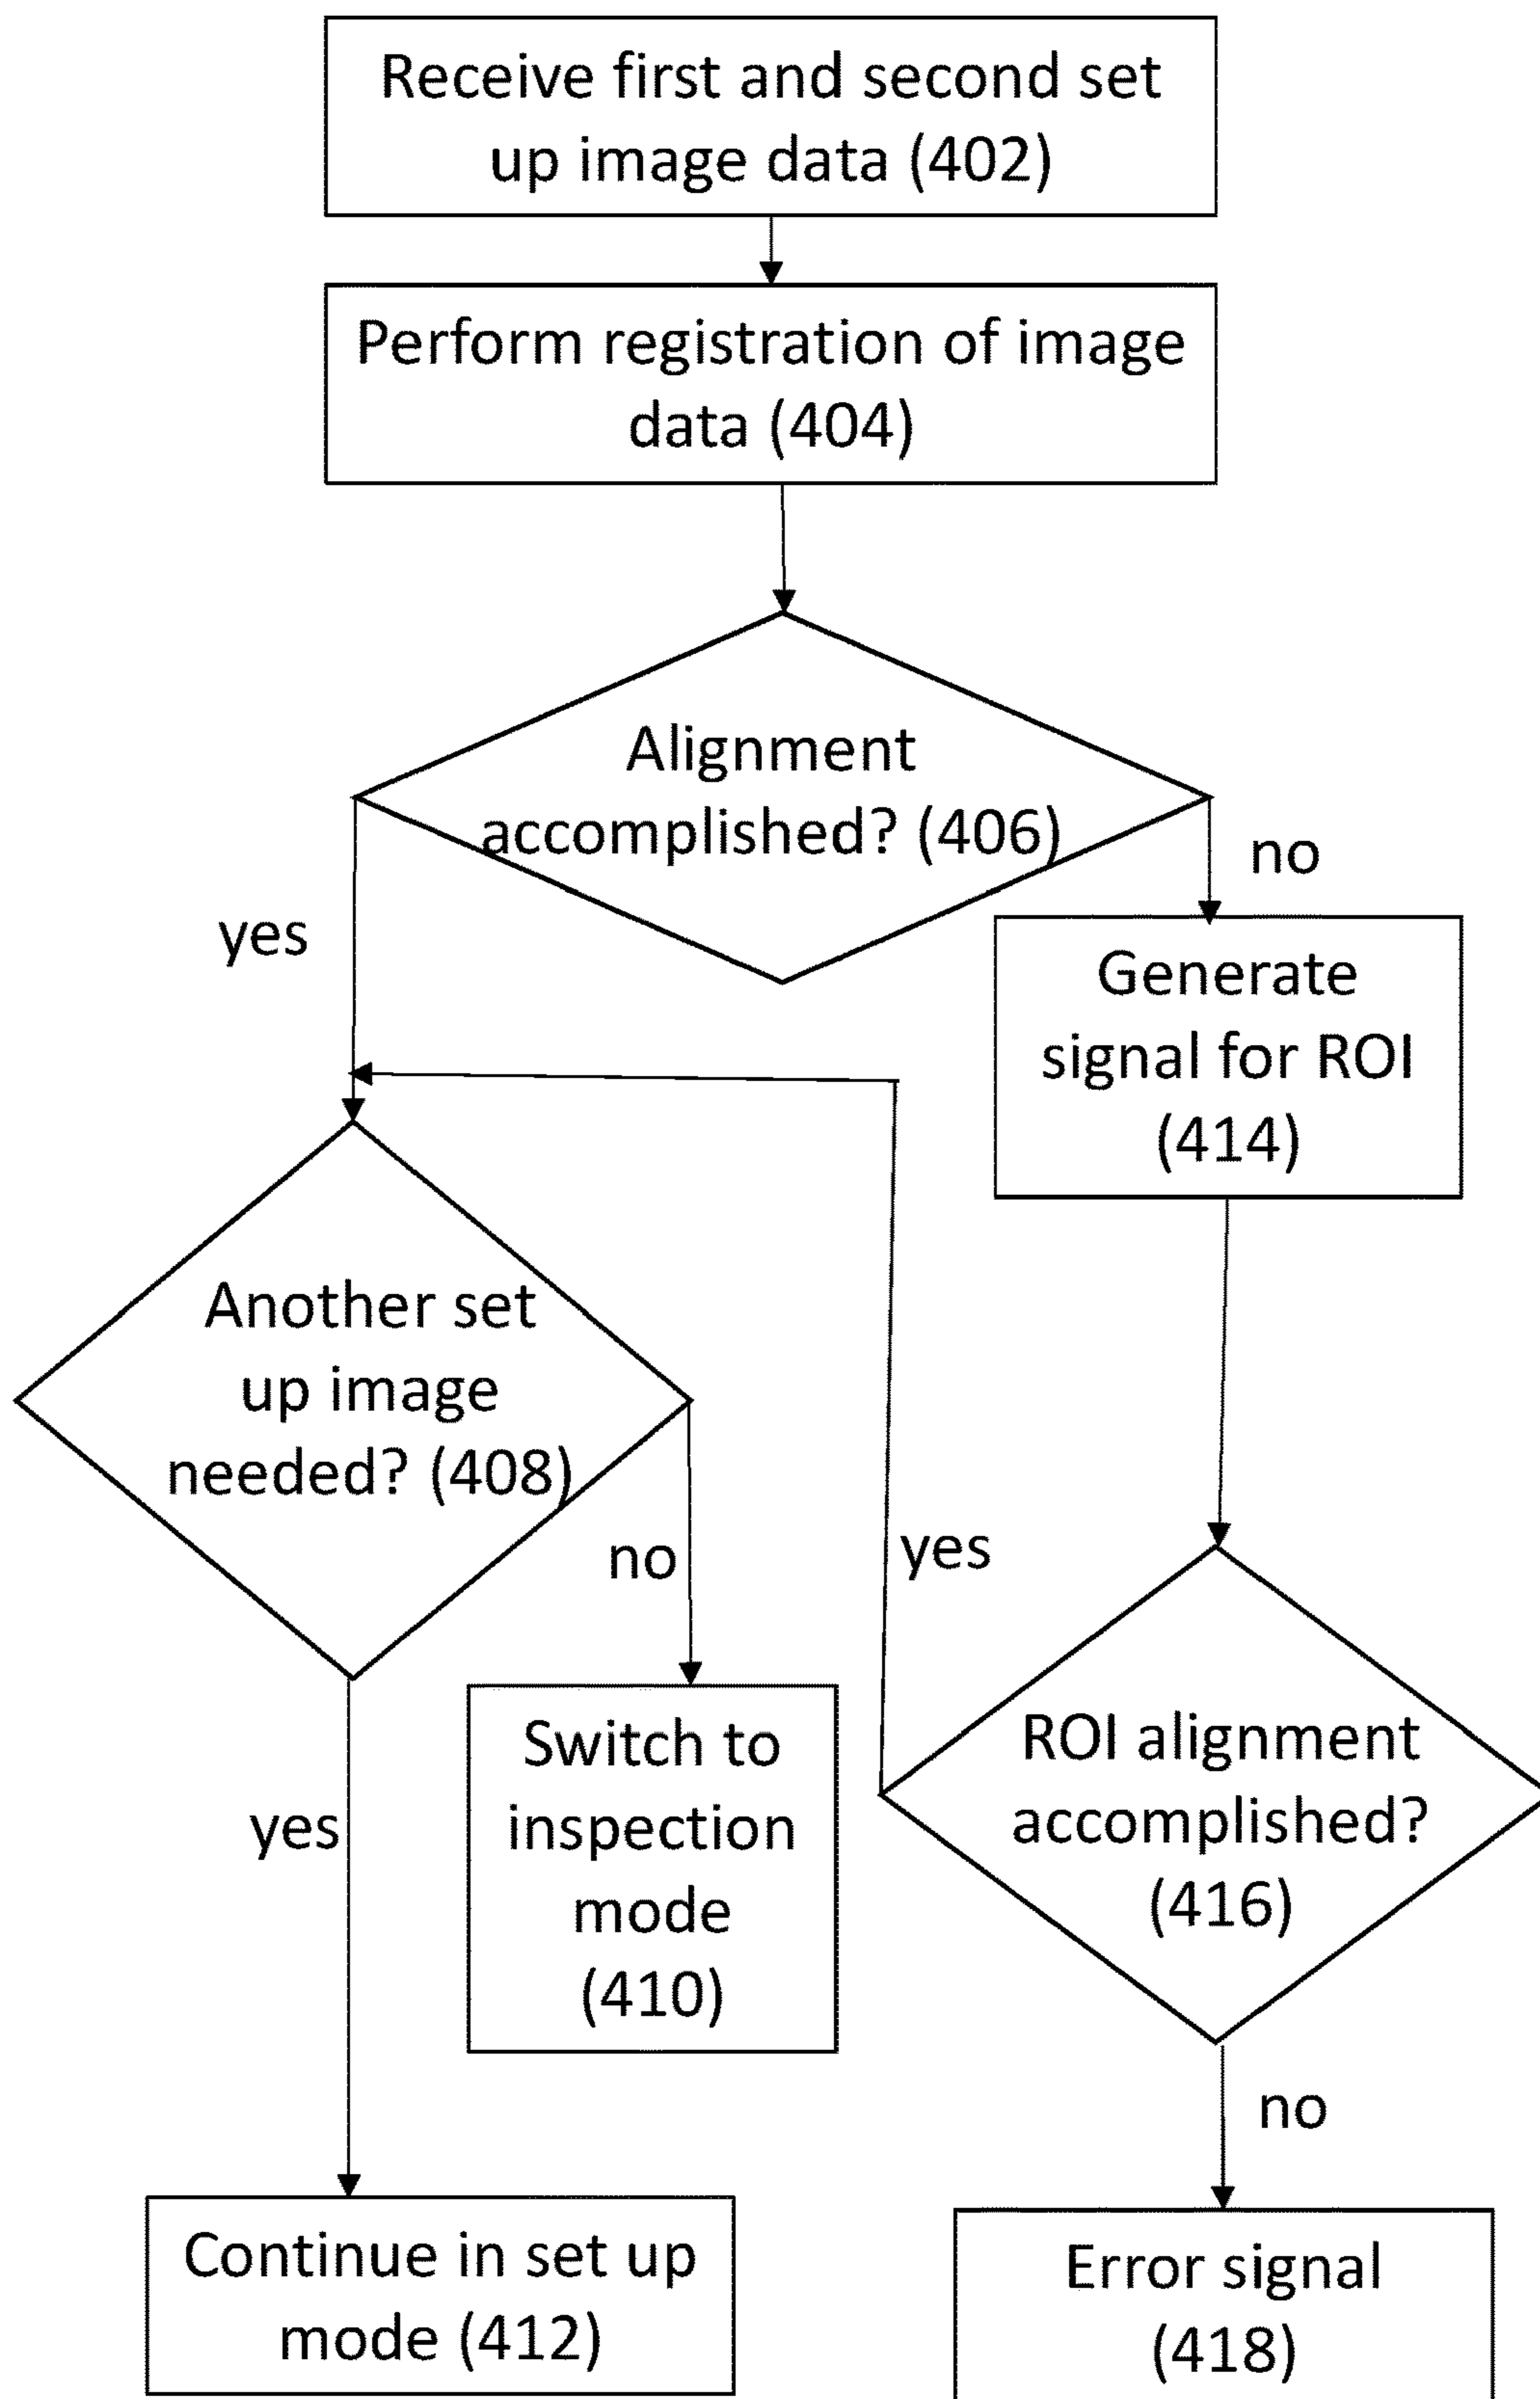 Receive first and second set
up image data (402)
Perform registration of image
data (404)
Alignment
accomplished? (406)
no
yes
Generate
signal for ROI
(414)
Another set
up image
needed? (408)
no
yes
Switch to
inspection
mode
(410)
ROI alignment
accomplished?
(416)
yes
no
Continue in set up
mode (412)
Error signal
(418)